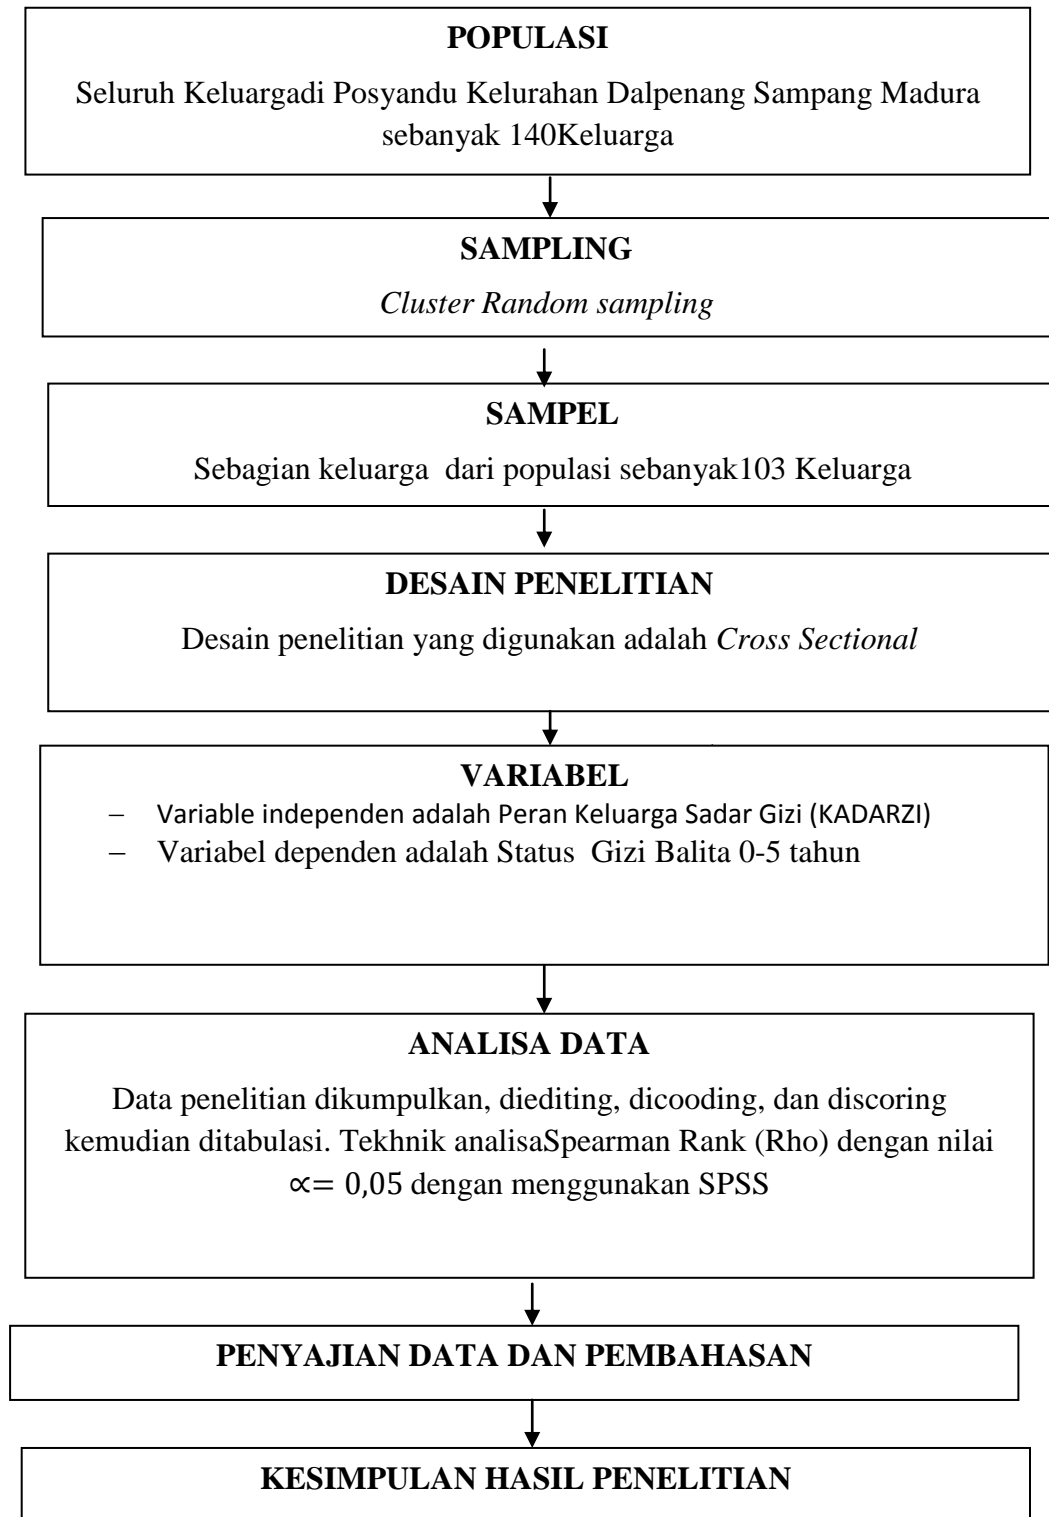 POPULASI
Seluruh Keluargadi Posyandu Kelurahan Dalpenang Sampang Madura
sebanyak 140Keluarga
SAMPLING
Cluster Random sampling
SAMPEL
Sebagian keluarga  dari populasi sebanyak103 Keluarga
DESAIN PENELITIAN
Desain penelitian yang digunakan adalah Cross Sectional
VARIABEL
– Variable independen adalah Peran Keluarga Sadar Gizi (KADARZI)
– Variabel dependen adalah Status  Gizi Balita 0-5 tahun
ANALISA DATA
Data penelitian dikumpulkan, diediting, dicooding, dan discoring
kemudian ditabulasi. Tekhnik analisaSpearman Rank (Rho) dengan nilai
∝= 0,05 dengan menggunakan SPSS
PENYAJIAN DATA DAN PEMBAHASAN
KESIMPULAN HASIL PENELITIAN